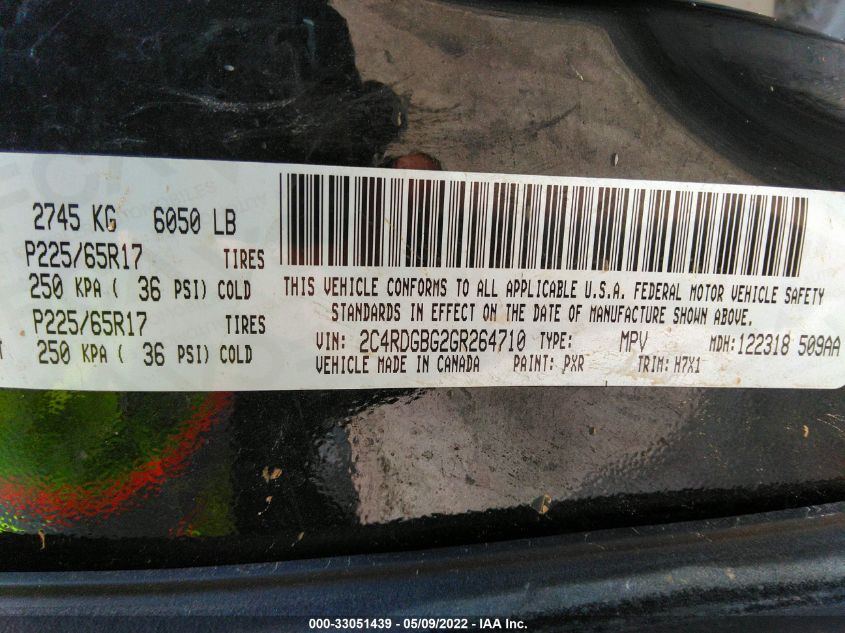 2745 KG 6050 LB
P225/65R17 TIRES
250 KPA ( 36 PSI) COLD
P225/65R17 TIRES
250 KPA ( 36 PSI) COLD
THIS VEHICLE CONFORMS TO ALL APPLICABLE U.S.A. FEDERAL MOTOR VEHICLE SAFETY
STANDARDS IN EFFECT ON THE DATE OF MANUFACTURE SHOWN ABOVE.
VIN: 2C4RDGBG2GR264710 TYPE: MPV MDH:122318 509AA
VEHICLE MADE IN CANADA PAINT: PXR TRIM: H7X1
000-33051439 - 05/09/2022 - IAA Inc.